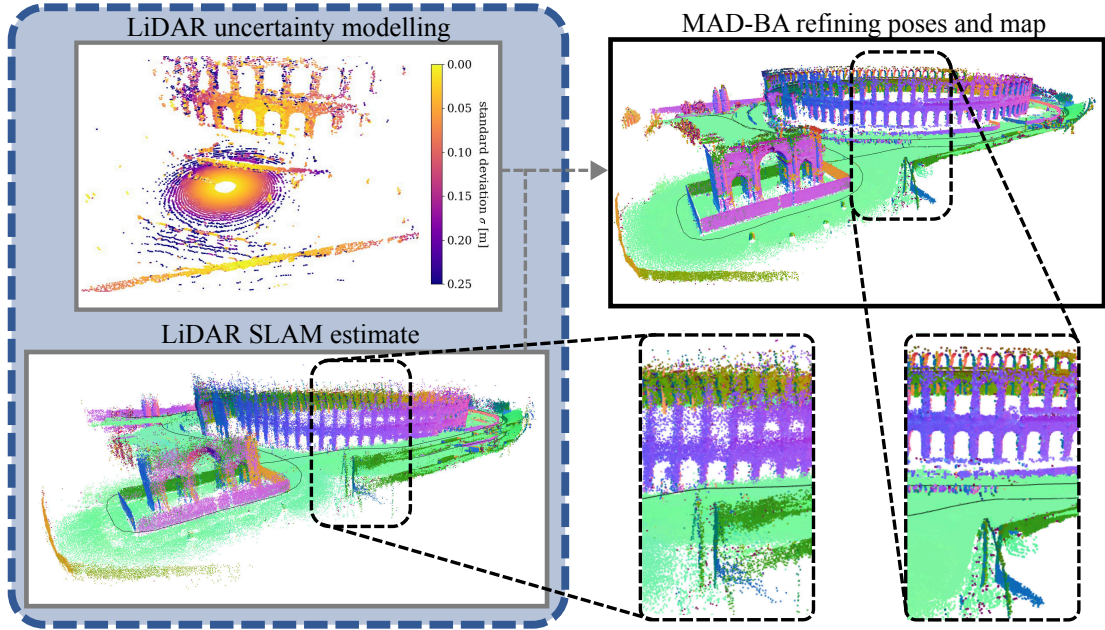 LiDAR uncertainty modelling
0.00
0.05
0.10
0.15
0.20
0.25
standard deviation σ [m]
MAD-BA refining poses and map
LiDAR SLAM estimate